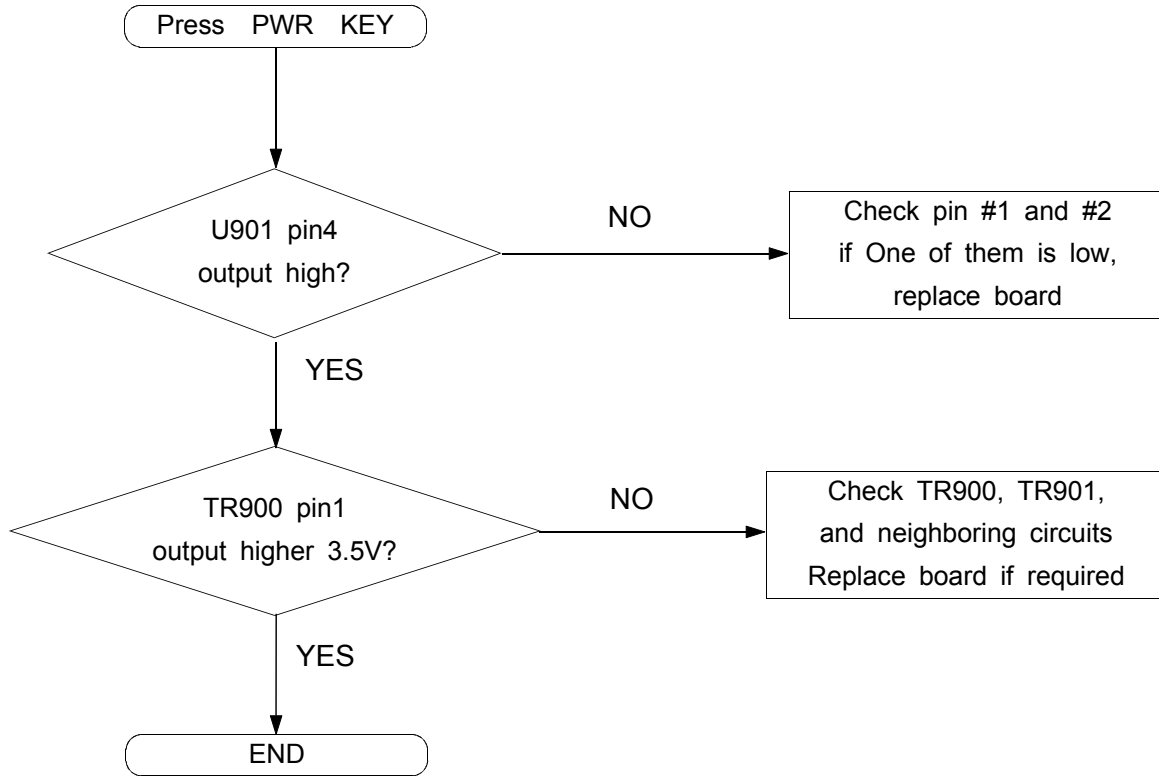 Press PWR KEY
U901 pin4
output high?
NO
Check pin #1 and #2
if One of them is low,
replace board
YES
TR900 pin1
output higher 3.5V?
NO
Check TR900, TR901,
and neighboring circuits
Replace board if required
YES
END